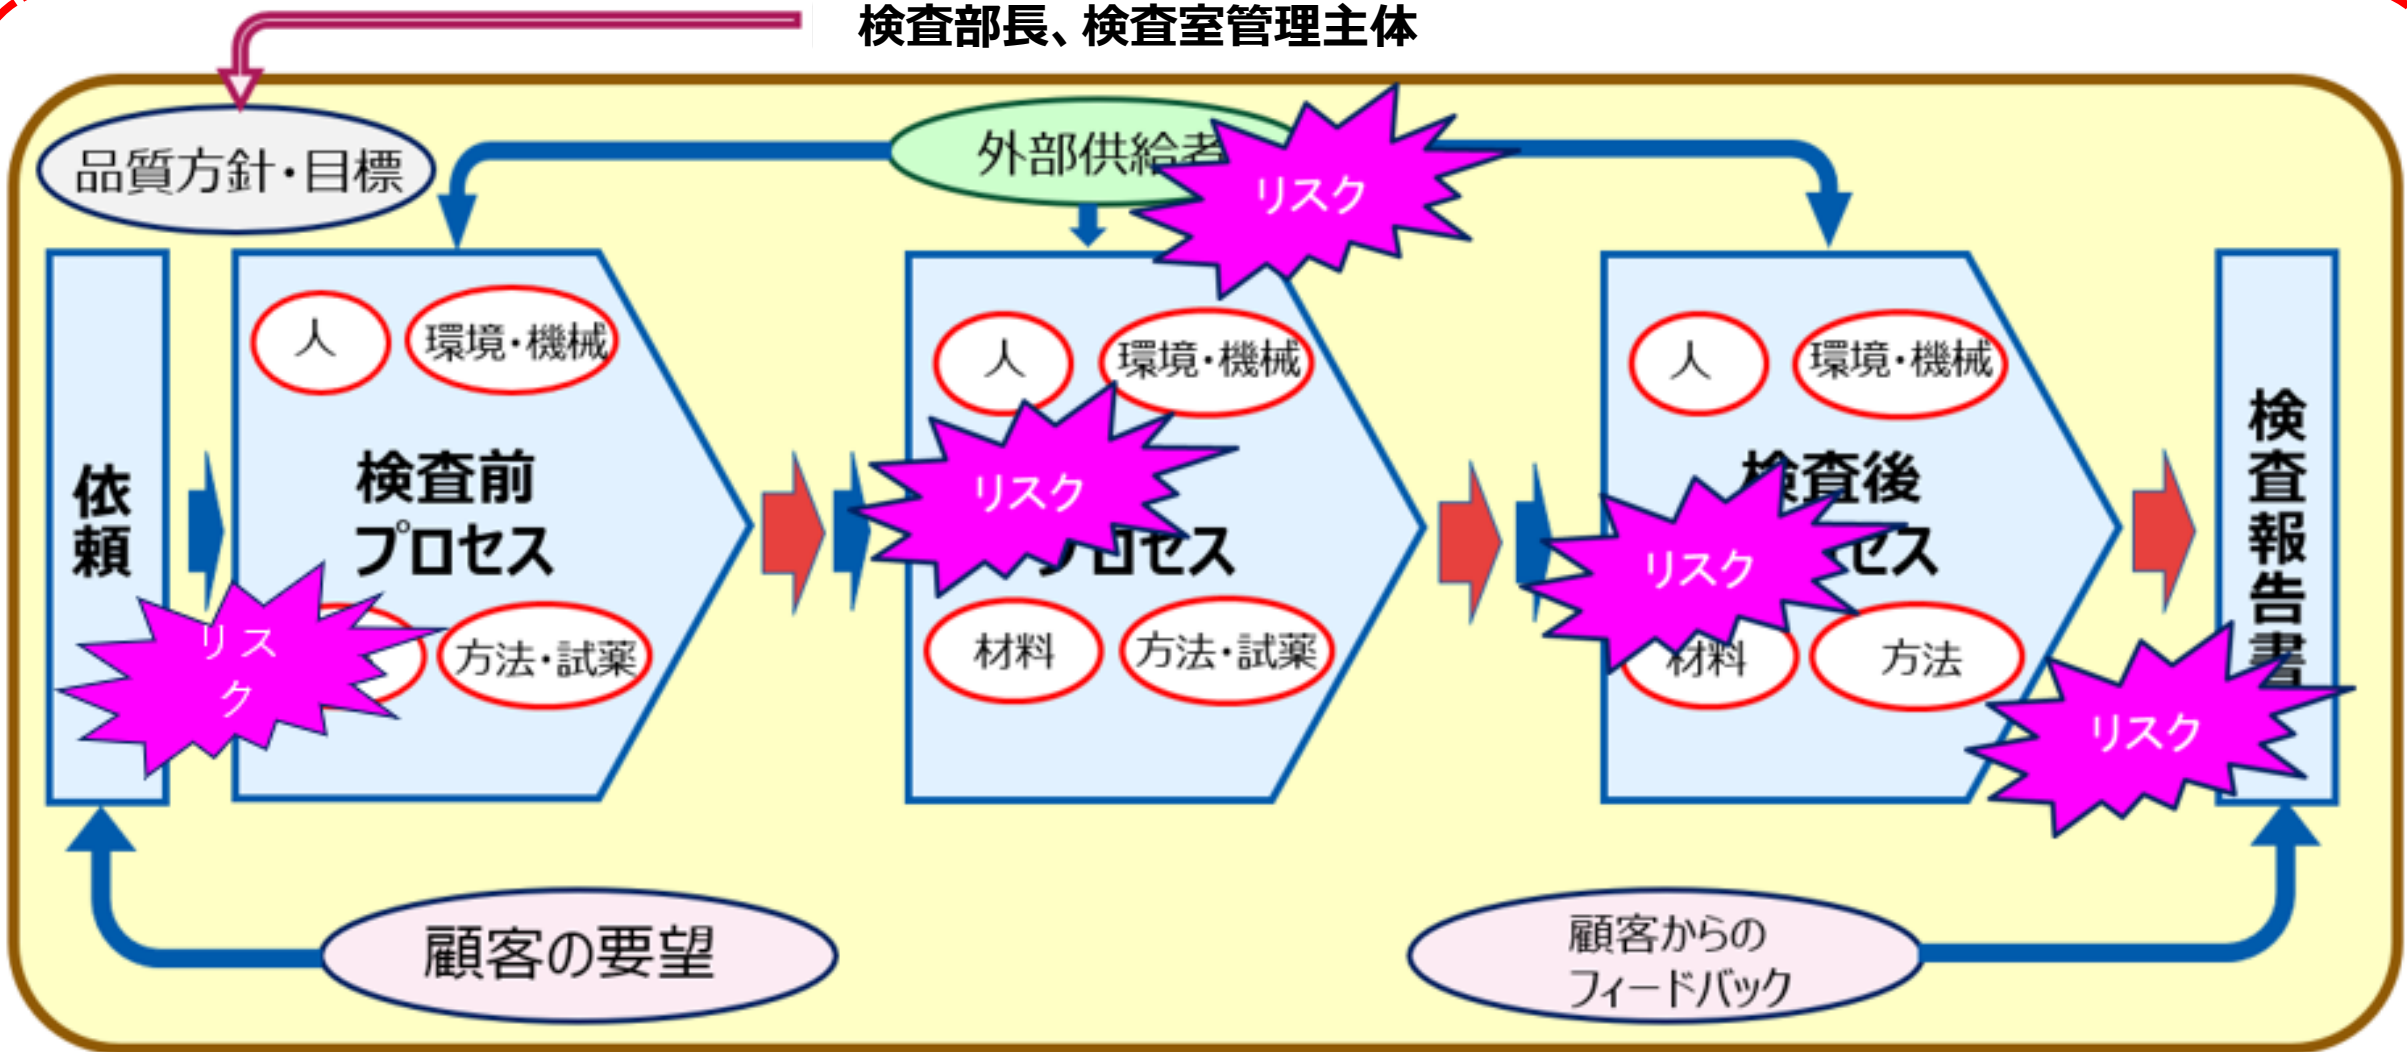 検査部長、検査室管理主体
品質方針・目標
外部供給者
リスク
人
環境・機械
人
環境・機械
人
環境・機械
依頼
検査前
プロセス
リスク
プロセス
検査後
セス
リスク
検査報告書
リス
ク
方法・試薬
材料
方法・試薬
材料
方法
リスク
顧客の要望
顧客からの
フィードバック